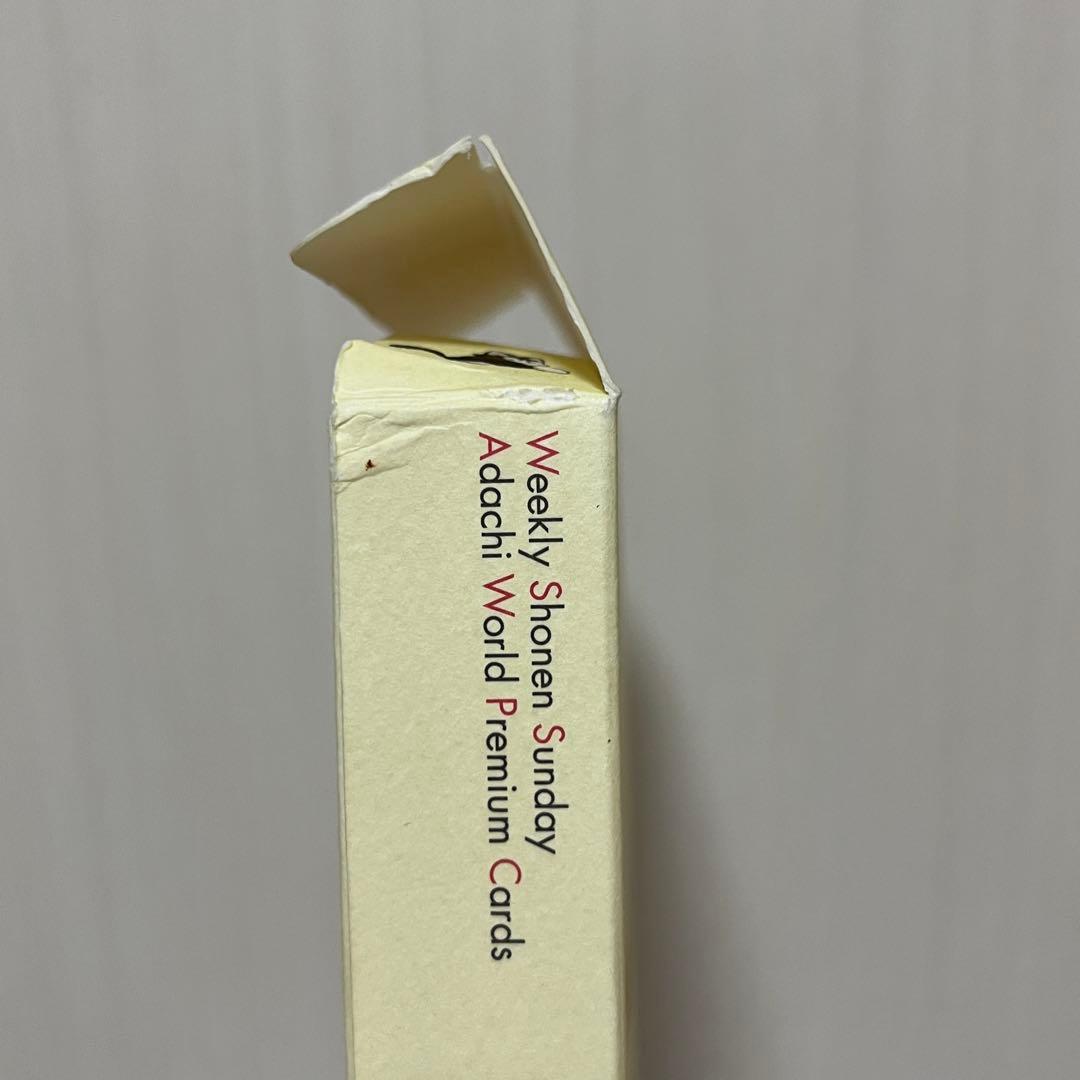 Weekly Shonen Sunday
Adachi World Premium Cards